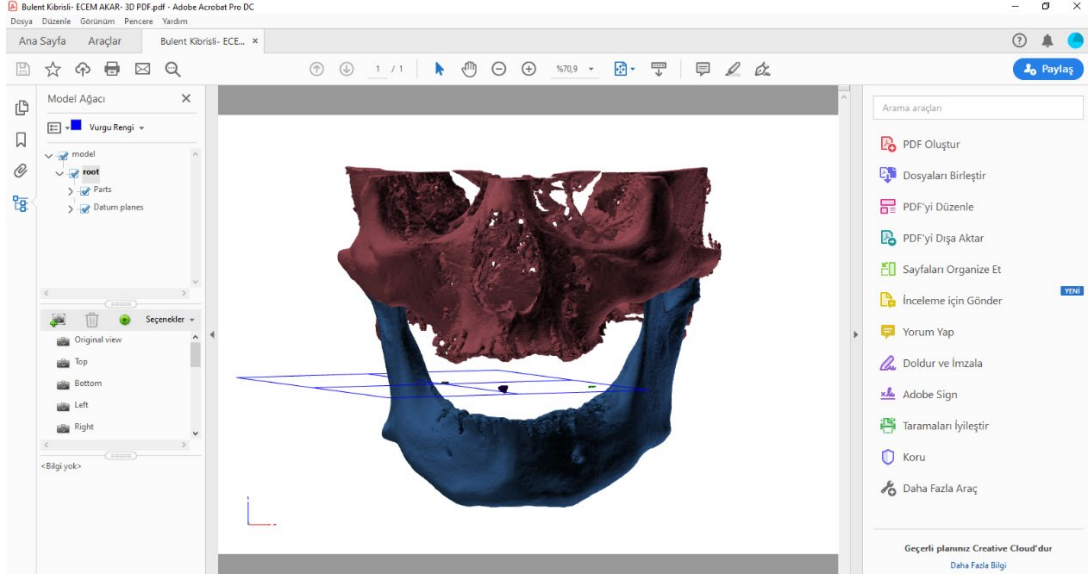 Bulent Kibrisli- ECEM AKAR- 3D PDF.pdf - Adobe Acrobat Pro DC
Dosya Düzenle Görünüm Pencere Yardım
Ana Sayfa Araçlar Bulent Kibrisli- ECE... ×
1 / 1 %70,9 Paylaş
Model Ağacı
Vurgu Rengi
model
root
Parts
Datum planes
Seçenekler
Original view
Top
Bottom
Left
Right
<Bilgi yok>
Arama araçları
PDF Oluştur
Dosyaları Birleştir
PDF'yi Düzenle
PDF'yi Dışa Aktar
Sayfaları Organize Et
İnceleme için Gönder YENİ
Yorum Yap
Doldur ve İmzala
Adobe Sign
Taramaları İyileştir
Koru
Daha Fazla Araç
Geçerli planınız Creative Cloud'dur
Daha Fazla Bilgi